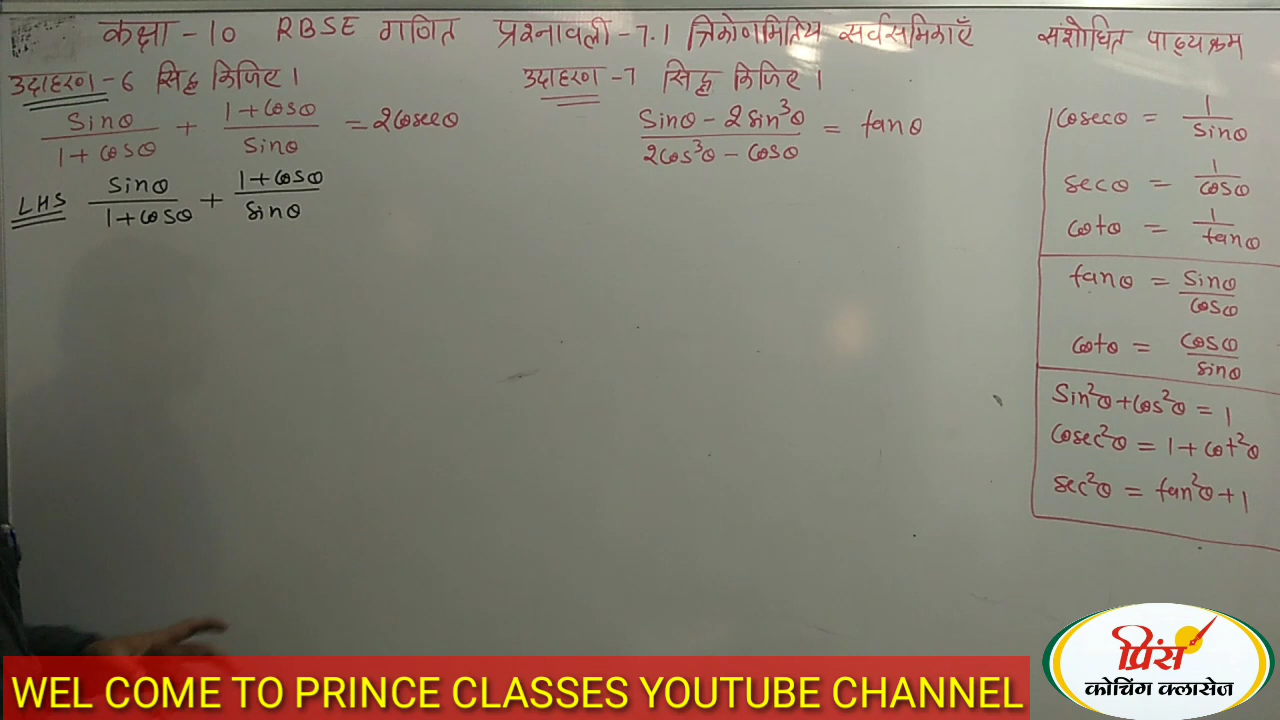 कक्षा - 10 RBSE गणित प्रश्नावली - 7.1 त्रिकोणमितिय सर्वसमिकाएँ संशोधित पाठ्यक्रम
उदाहरण - 6 सिद्ध किजिए।
sinθ/(1+cosθ) + (1+cosθ)/sinθ = 2cosecθ
LHS sinθ/(1+cosθ) + (1+cosθ)/sinθ
उदाहरण - 7 सिद्ध किजिए।
(sinθ - 2sin³θ)/(2cos³θ - cosθ) = tanθ
cosecθ = 1/sinθ
secθ = 1/cosθ
cotθ = 1/tanθ
tanθ = sinθ/cosθ
cotθ = cosθ/sinθ
sin²θ + cos²θ = 1
cosec²θ = 1 + cot²θ
sec²θ = tan²θ + 1
प्रिंस
कोचिंग क्लासेज
WEL COME TO PRINCE CLASSES YOUTUBE CHANNEL